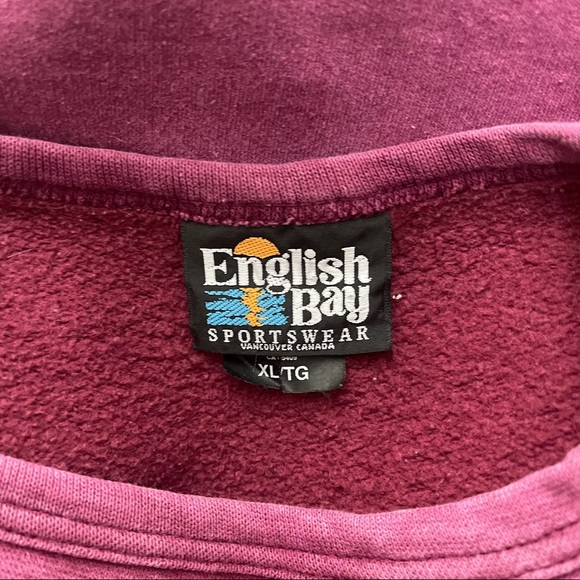 English
Bay
SPORTSWEAR
VANCOUVER CANADA
XL/TG